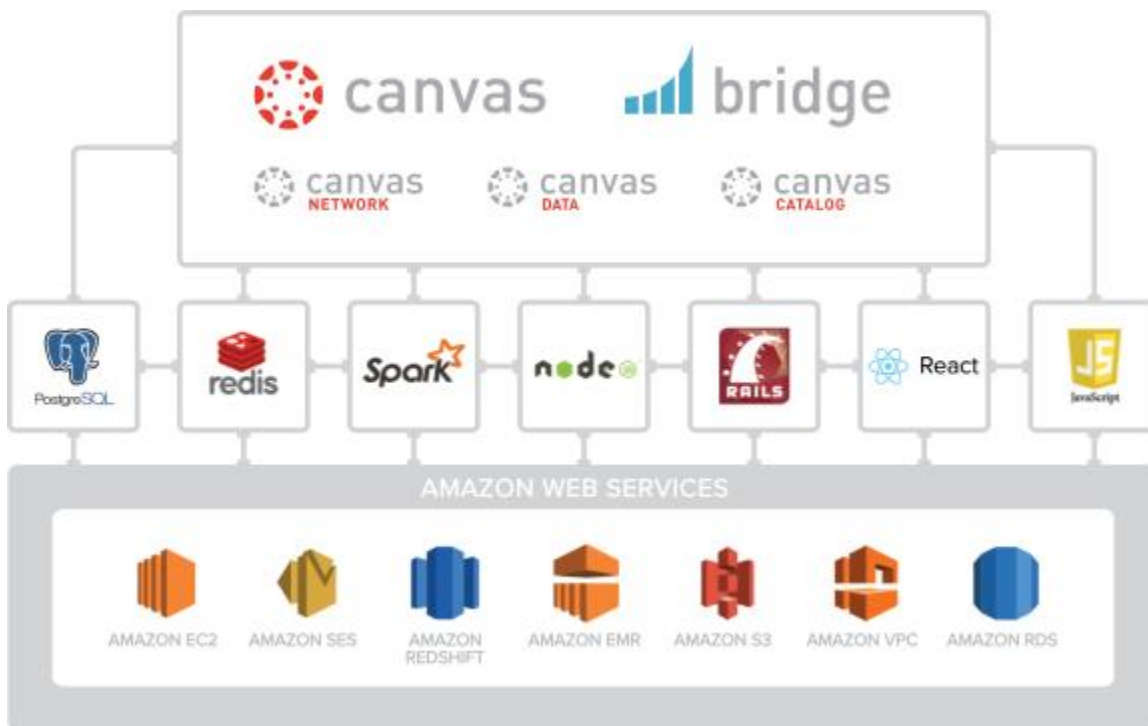 canvas
bridge
canvas
NETWORK
canvas
DATA
canvas
CATALOG
PostgreSQL
redis
Spark
node
JS
RAILS
React
JS
JavaScript
AMAZON WEB SERVICES
AMAZON EC2
AMAZON SES
AMAZON
REDSHIFT
AMAZON EMR
AMAZON S3
AMAZON VPC
AMAZON RDS